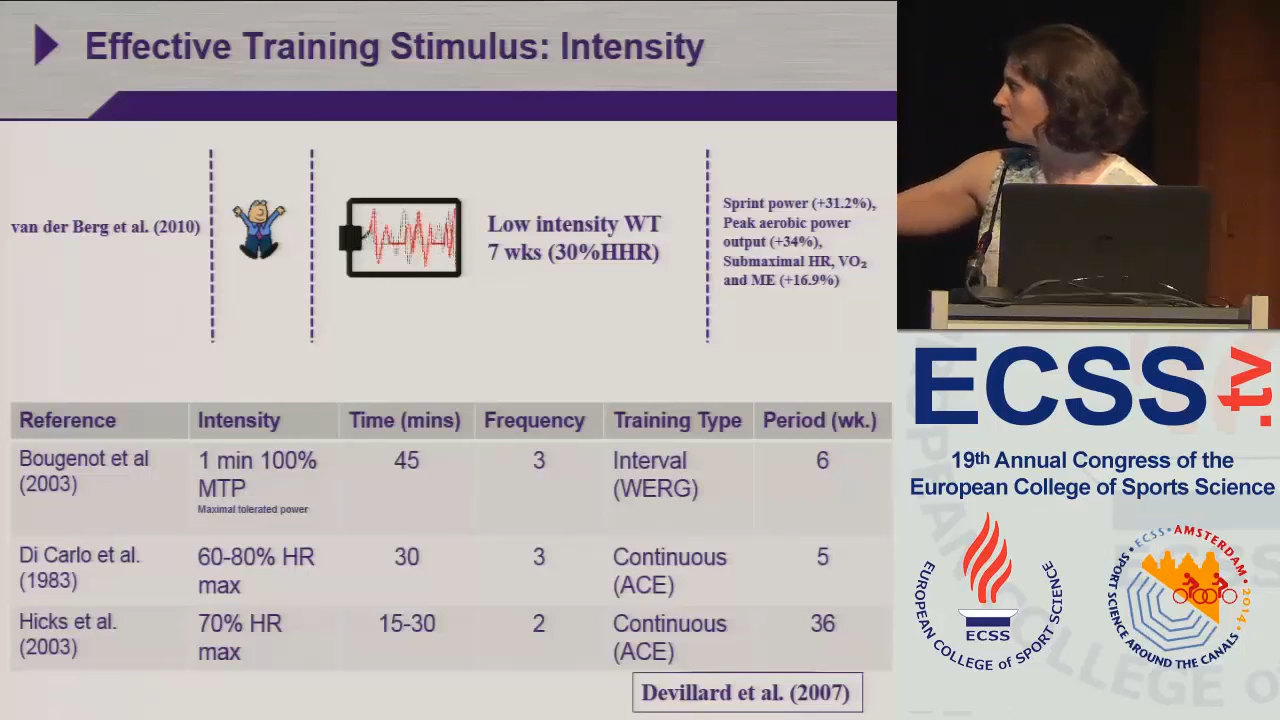 Effective Training Stimulus: Intensity
van der Berg et al. (2010)
Low intensity WT
7 wks (30%HHR)
Sprint power (+31.2%),
Peak aerobic power
output (+34%),
Submaximal HR, VO₂
and ME (+16.9%)
Reference Intensity Time (mins) Frequency Training Type Period (wk.)
Bougenot et al (2003) 1 min 100% MTP Maximal tolerated power 45 3 Interval (WERG) 6
Di Carlo et al. (1983) 60-80% HR max 30 3 Continuous (ACE) 5
Hicks et al. (2003) 70% HR max 15-30 2 Continuous (ACE) 36
Devillard et al. (2007)
ECSS.tv
19th Annual Congress of the
European College of Sports Science
EUROPEAN COLLEGE of SPORT SCIENCE
ECSS
ECSS • AMSTERDAM 2014 •
SPORT SCIENCE AROUND THE CANALS